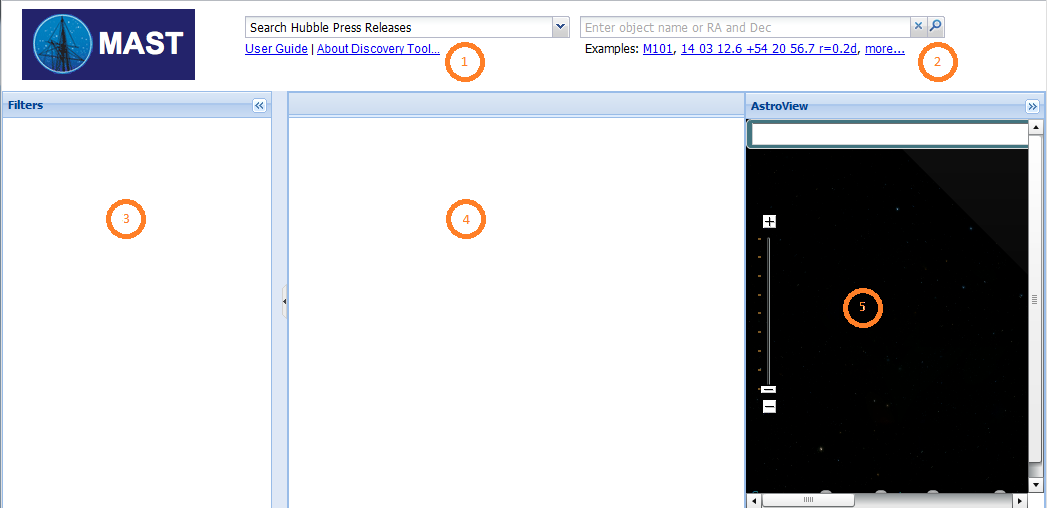 MAST
Search Hubble Press Releases
Enter object name or RA and Dec
User Guide | About Discovery Tool...
Examples: M101, 14 03 12.6 +54 20 56.7 r=0.2d, more...
1
2
Filters
AstroView
3
4
5